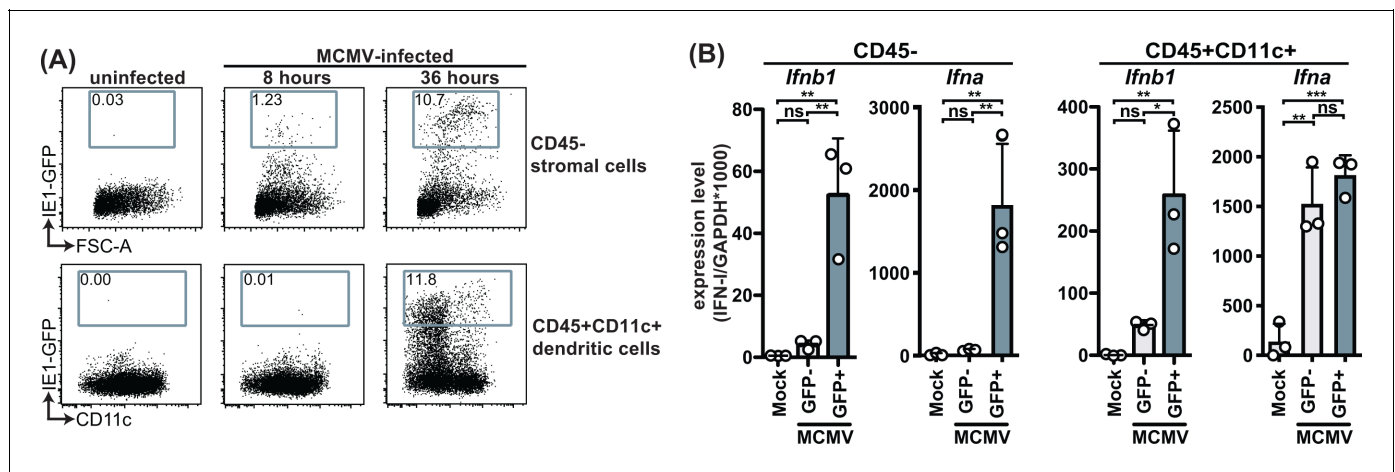 (A)
MCMV-infected
uninfected
8 hours
36 hours
0.03
1.23
10.7
IE1-GFP
FSC-A
CD45-
stromal cells
0.00
0.01
11.8
IE1-GFP
CD11c
CD45+CD11c+
dendritic cells
(B)
CD45-
CD45+CD11c+
Ifnb1
Ifna
Ifnb1
Ifna
expression level
(IFN-I/GAPDH*1000)
**
ns
**
80
60
40
20
0
Mock
GFP-
GFP+
MCMV
**
ns
**
3000
2000
1000
0
Mock
GFP-
GFP+
MCMV
**
ns
*
400
300
200
100
0
Mock
GFP-
GFP+
MCMV
***
**
ns
2500
2000
1500
1000
500
0
Mock
GFP-
GFP+
MCMV